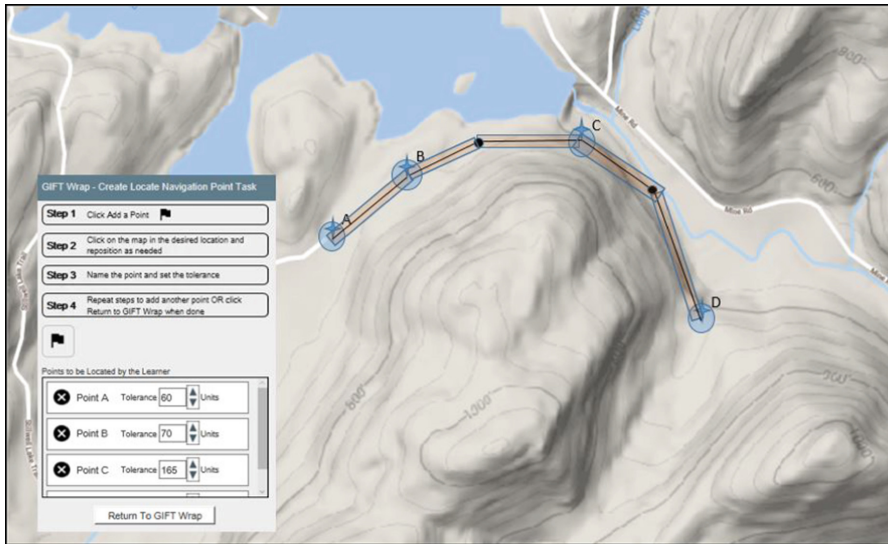 Long
900'
Mine Rd
600'
Mine Rd
Mine R
C
B
A
D
GIFT Wrap - Create Locate Navigation Point Task
Step 1 Click Add a Point
Step 2 Click on the map in the desired location and
reposition as needed
Step 3 Name the point and set the tolerance
Step 4 Repeat steps to add another point OR click
Return to GIFT Wrap when done
Points to be Located by the Learner
Point A Tolerance 60 Units
Point B Tolerance 70 Units
Point C Tolerance 165 Units
Return To GIFT Wrap
800'
1000'